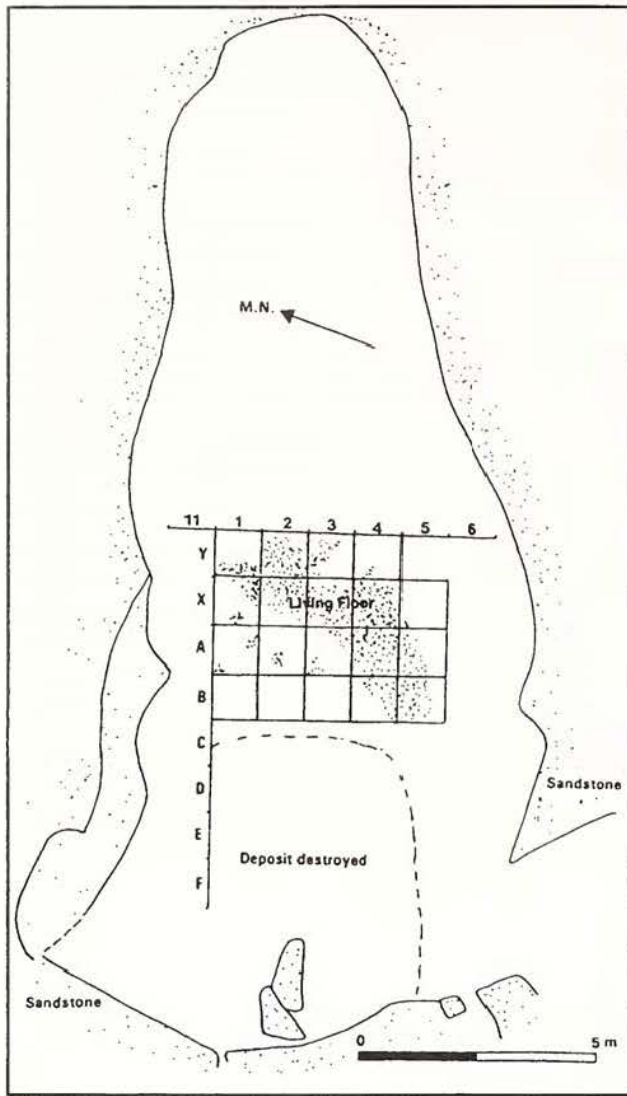 M.N.
11 1 2 3 4 5 6
Y
X Living Floor
A
B
C
D
Sandstone
E
Deposit destroyed
F
Sandstone
0 5 m